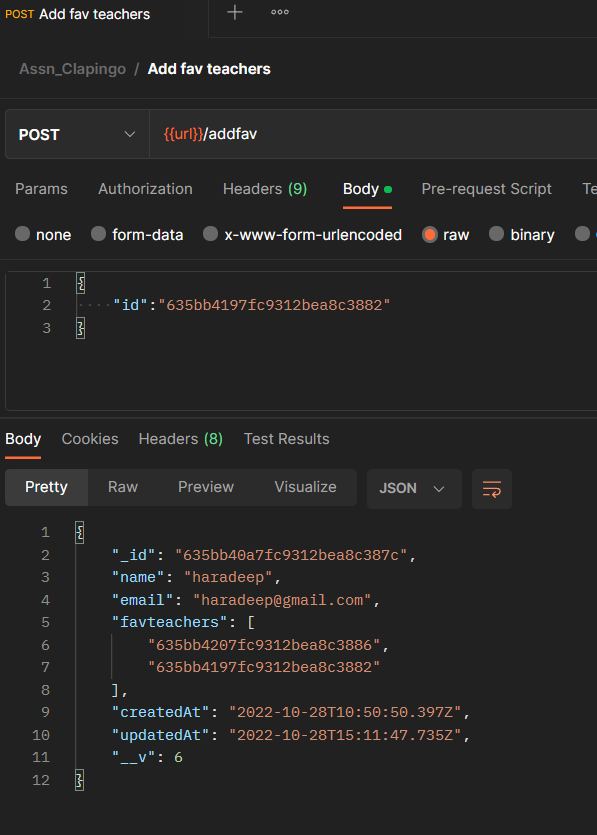 POST Add fav teachers
Assn_Clapingo / Add fav teachers
POST {{url}}/addfav
Params Authorization Headers (9) Body Pre-request Script Te
none form-data x-www-form-urlencoded raw binary
1 {
2 ····"id":"635bb4197fc9312bea8c3882"
3 }
Body Cookies Headers (8) Test Results
Pretty Raw Preview Visualize JSON
1 {
2 "_id": "635bb40a7fc9312bea8c387c",
3 "name": "haradeep",
4 "email": "haradeep@gmail.com",
5 "favteachers": [
6 "635bb4207fc9312bea8c3886",
7 "635bb4197fc9312bea8c3882"
8 ],
9 "createdAt": "2022-10-28T10:50:50.397Z",
10 "updatedAt": "2022-10-28T15:11:47.735Z",
11 "__v": 6
12 }